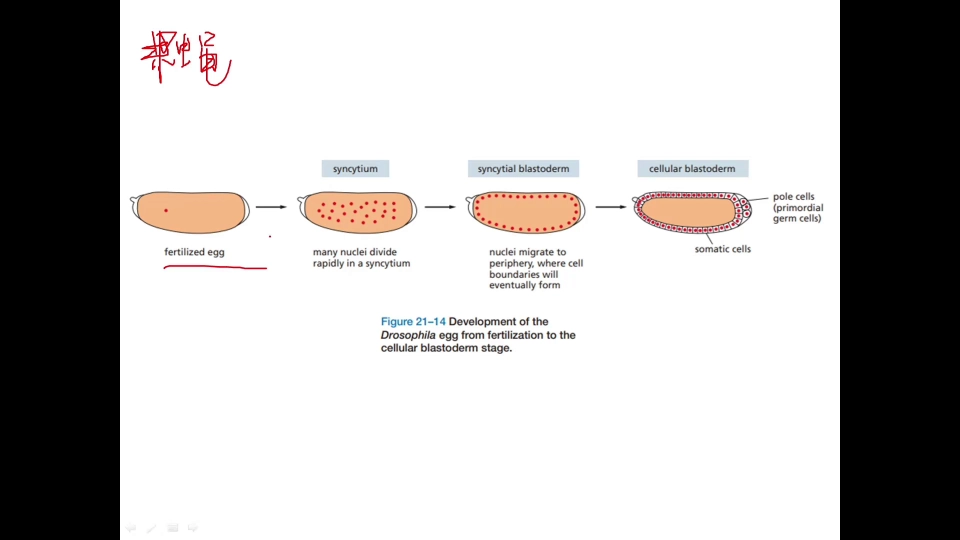 果蝇
syncytium
syncytial blastoderm
cellular blastoderm
pole cells
(primordial
germ cells)
fertilized egg
many nuclei divide
rapidly in a syncytium
nuclei migrate to
periphery, where cell
boundaries will
eventually form
somatic cells
Figure 21–14 Development of the
Drosophila egg from fertilization to the
cellular blastoderm stage.